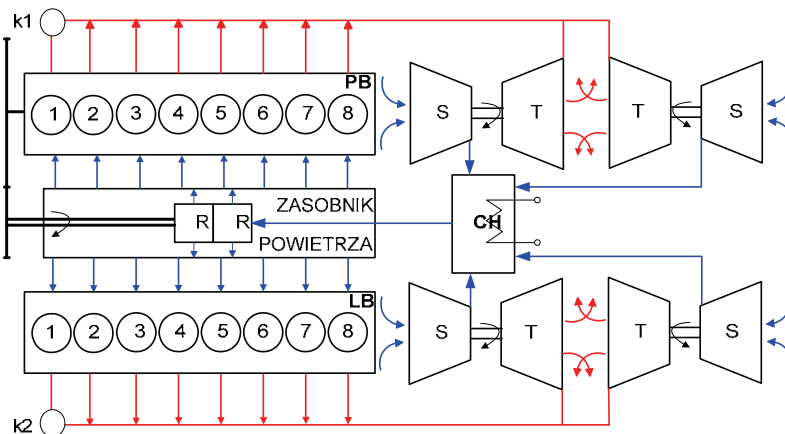 k1
PB
1 2 3 4 5 6 7 8
S T T S
ZASOBNIK
R R CH
POWIETRZA
LB
1 2 3 4 5 6 7 8
S T T S
k2